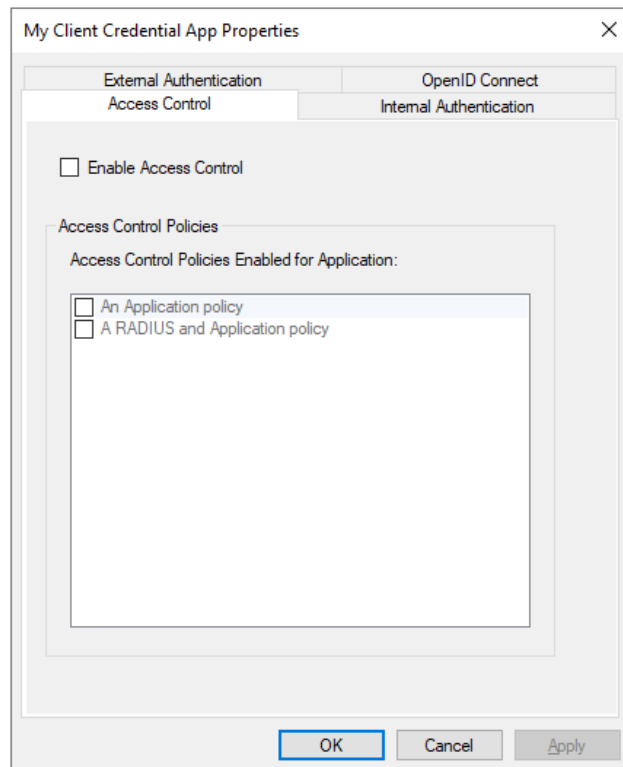 My Client Credential App Properties
External Authentication
OpenID Connect
Access Control
Internal Authentication
Enable Access Control
Access Control Policies
Access Control Policies Enabled for Application:
An Application policy
A RADIUS and Application policy
OK
Cancel
Apply